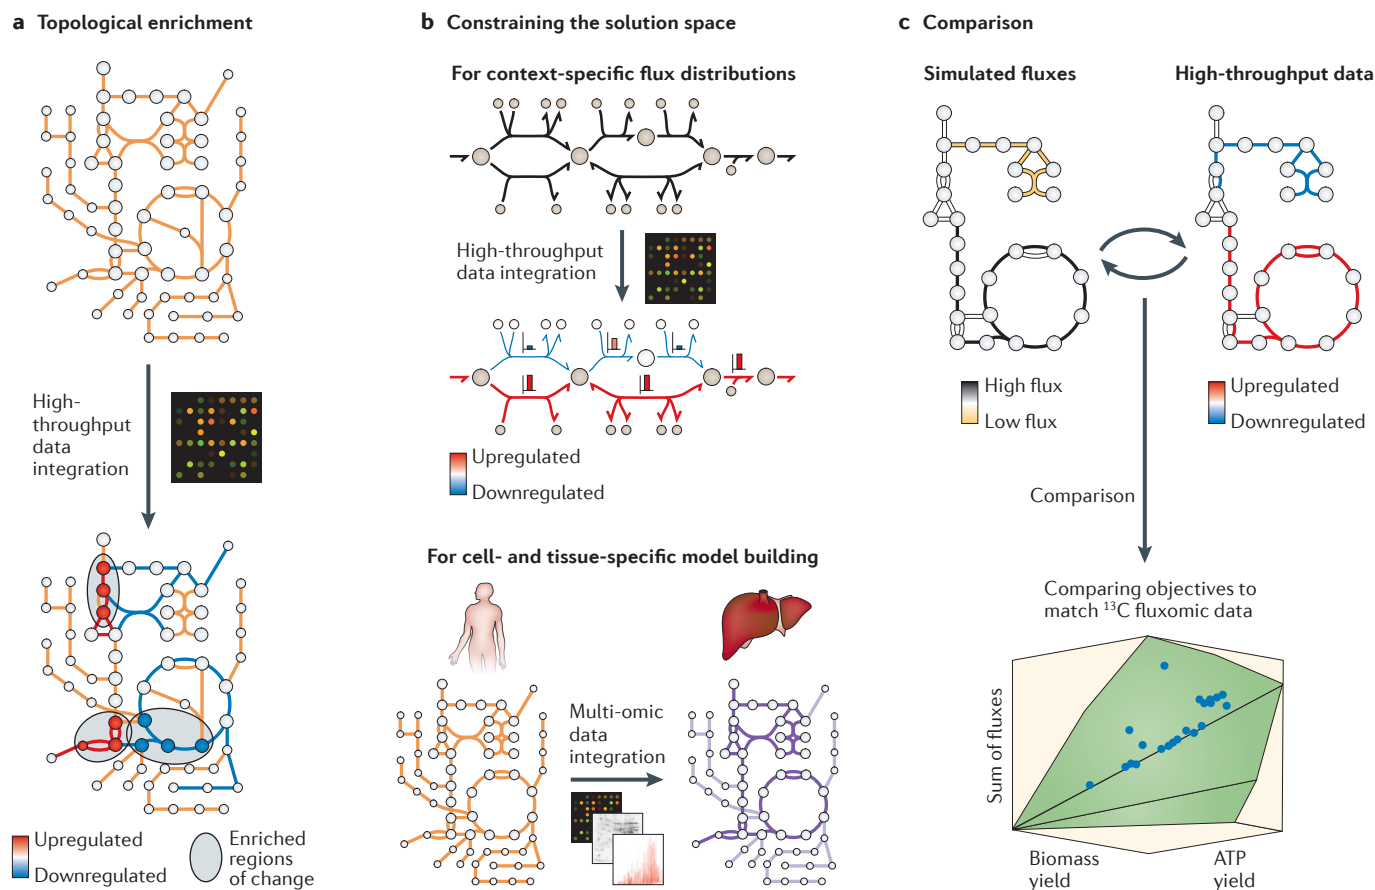 a Topological enrichment
High-
throughput
data
integration
Upregulated
Downregulated
Enriched
regions
of change
b Constraining the solution space
For context-specific flux distributions
High-throughput
data integration
Upregulated
Downregulated
For cell- and tissue-specific model building
Multi-omic
data
integration
c Comparison
Simulated fluxes
High-throughput data
High flux
Low flux
Upregulated
Downregulated
Comparison
Comparing objectives to
match ¹³C fluxomic data
Sum of fluxes
Biomass
yield
ATP
yield